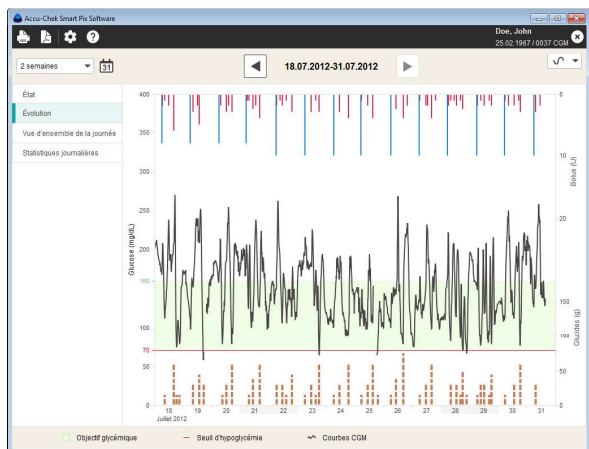 Accu-Chek Smart Pix Software
Doe, John
25.02.1967 / 0037 CGM
2 semaines
31
18.07.2012-31.07.2012
État
Évolution
Vue d'ensemble de la journée
Statistiques journalières
Glucose (mg/dL)
400
350
300
250
200
160
100
70
50
0
0
10
20
Bolus (U)
150
100
50
0
Glucides (g)
18 19 20 21 22 23 24 25 26 27 28 29 30 31
Juillet 2012
Objectif glycémique
Seuil d'hypoglycémie
Courbes CGM